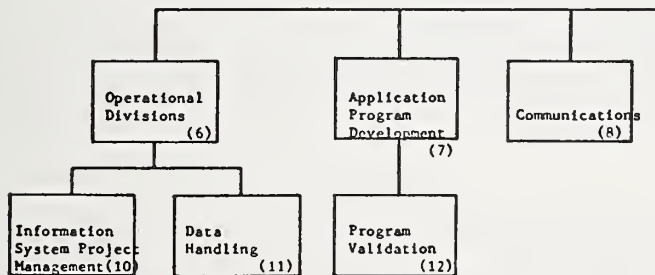 Operational
Divisions
(6)
Application
Program
Development
(7)
Communications
(8)
Information
System Project
Management(10)
Data
Handling
(11)
Program
Validation
(12)